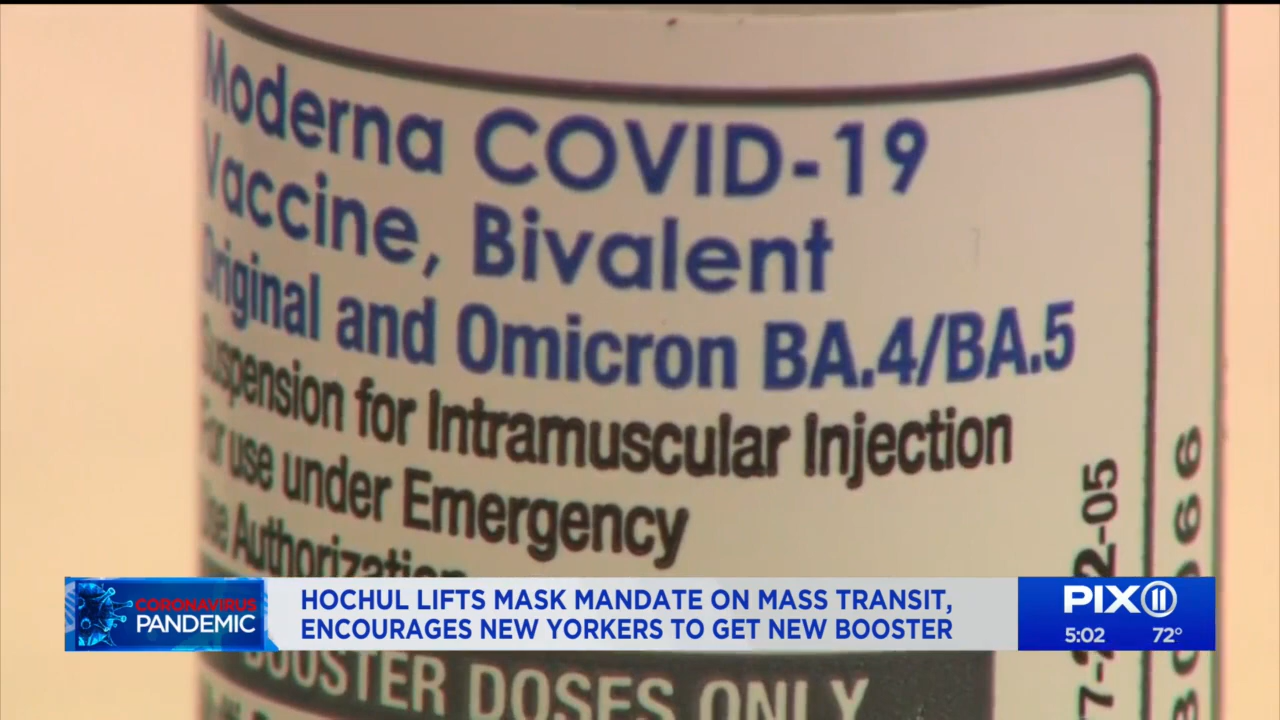 Moderna COVID-19
Vaccine, Bivalent
Original and Omicron BA.4/BA.5
Suspension for Intramuscular Injection
For use under Emergency
Use Authorization
CORONAVIRUS
PANDEMIC
HOCHUL LIFTS MASK MANDATE ON MASS TRANSIT,
ENCOURAGES NEW YORKERS TO GET NEW BOOSTER
PIX11
5:02 72°
BOOSTER DOSES ONLY